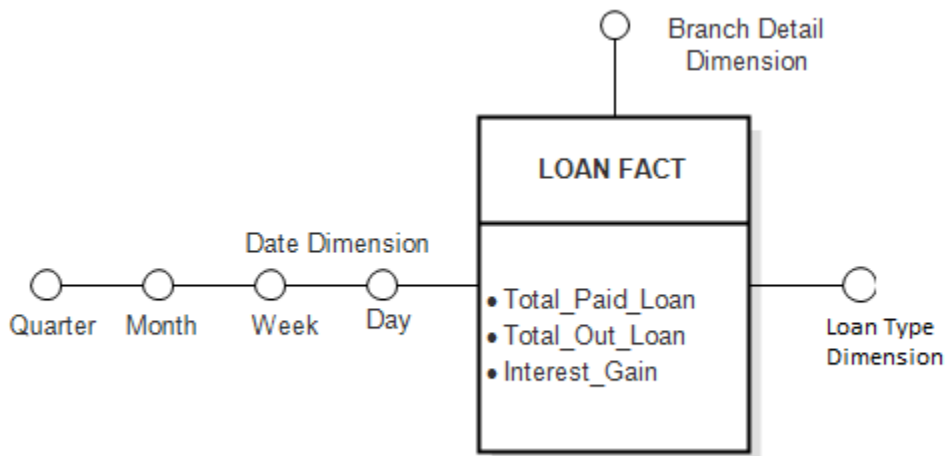 Branch Detail
Dimension
LOAN FACT
Date Dimension
Quarter
Month
Week
Day
• Total_Paid_Loan
• Total_Out_Loan
• Interest_Gain
Loan Type
Dimension